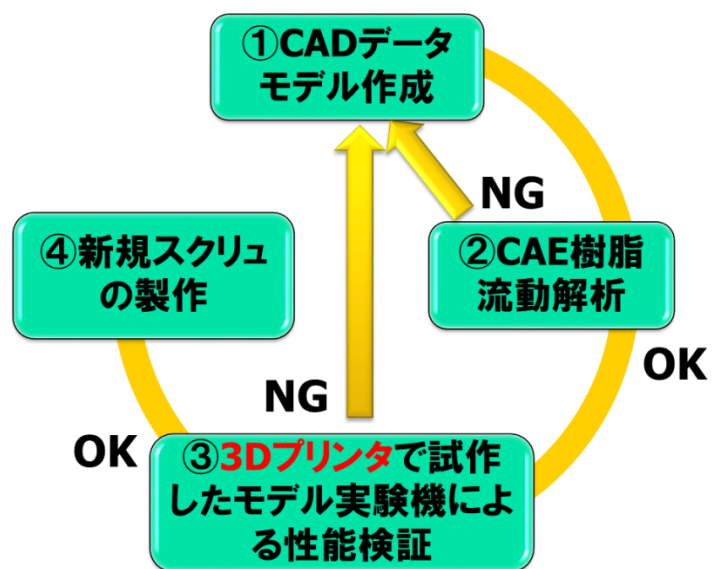 ①CADデータ
モデル作成
NG
④新規スクリュ
の製作
②CAE樹脂
流動解析
OK
NG
OK
③3Dプリンタで試作
したモデル実験機によ
る性能検証